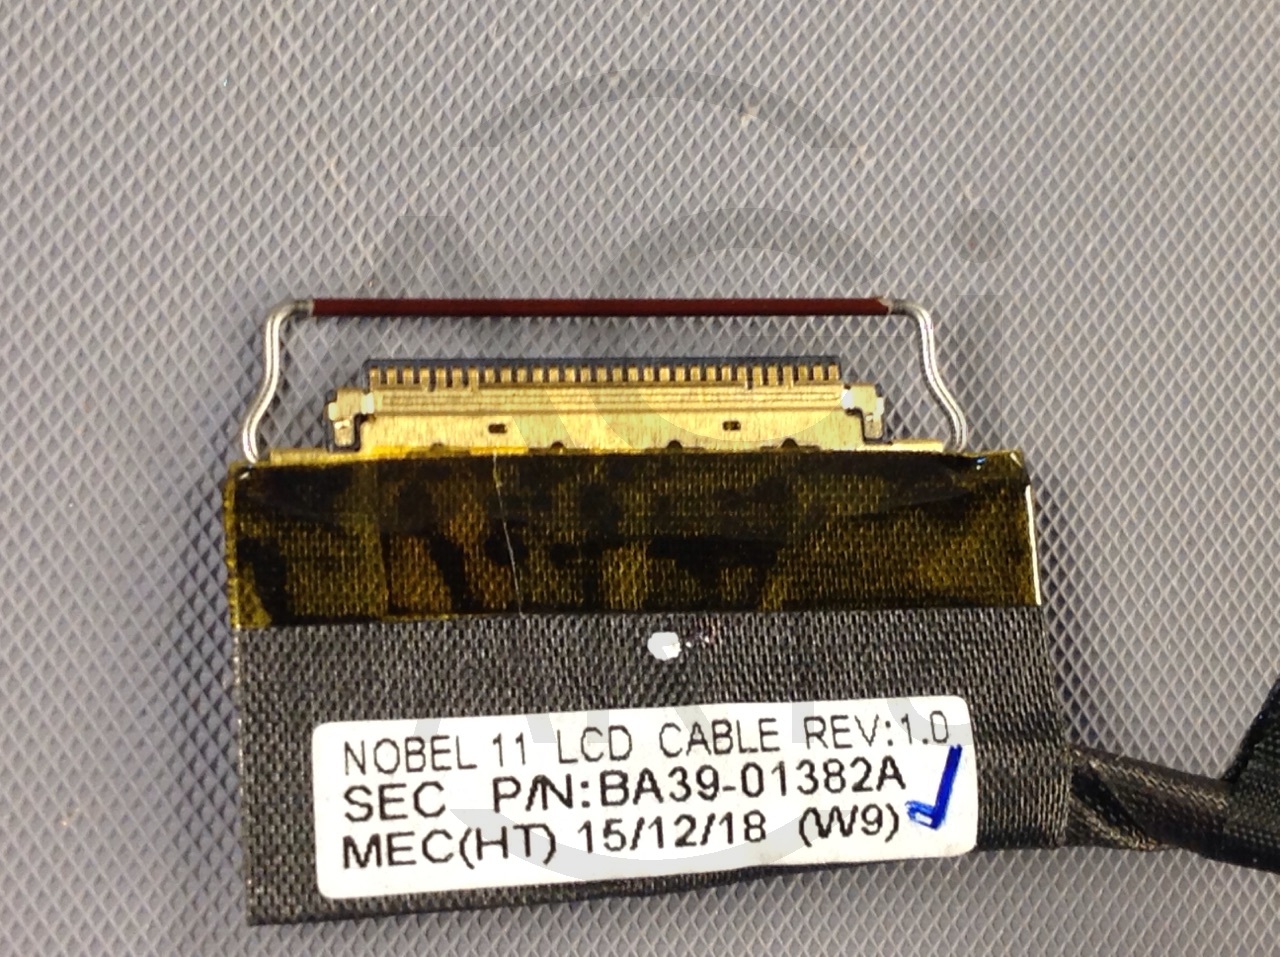 NOBEL 11 LCD CABLE REV:1.0
SEC P/N:BA39-01382A
MEC(HT) 15/12/18 (W9)